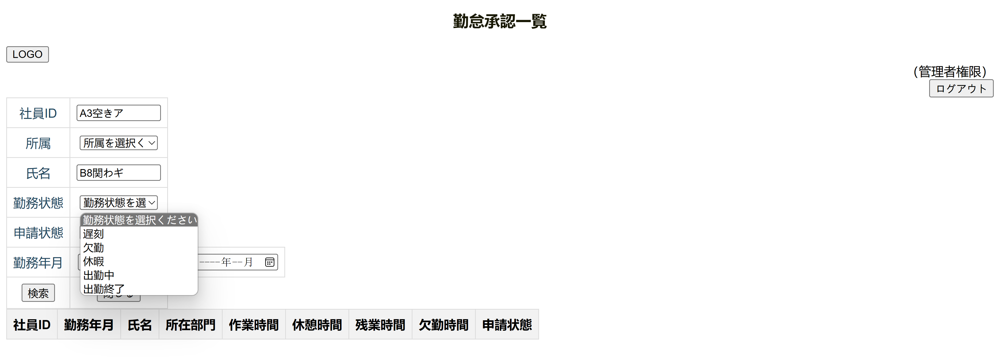 勤怠承認一覧
LOGO
（管理者権限）
ログアウト
社員ID A3空きア
所属 所属を選択く
氏名 B8関わギ
勤務状態 勤務状態を選
勤務状態を選択ください
遅刻
欠勤
休暇
出勤中
出勤終了
申請状態
勤務年月 ----年--月
検索
社員ID 勤務年月 氏名 所在部門 作業時間 休憩時間 残業時間 欠勤時間 申請状態